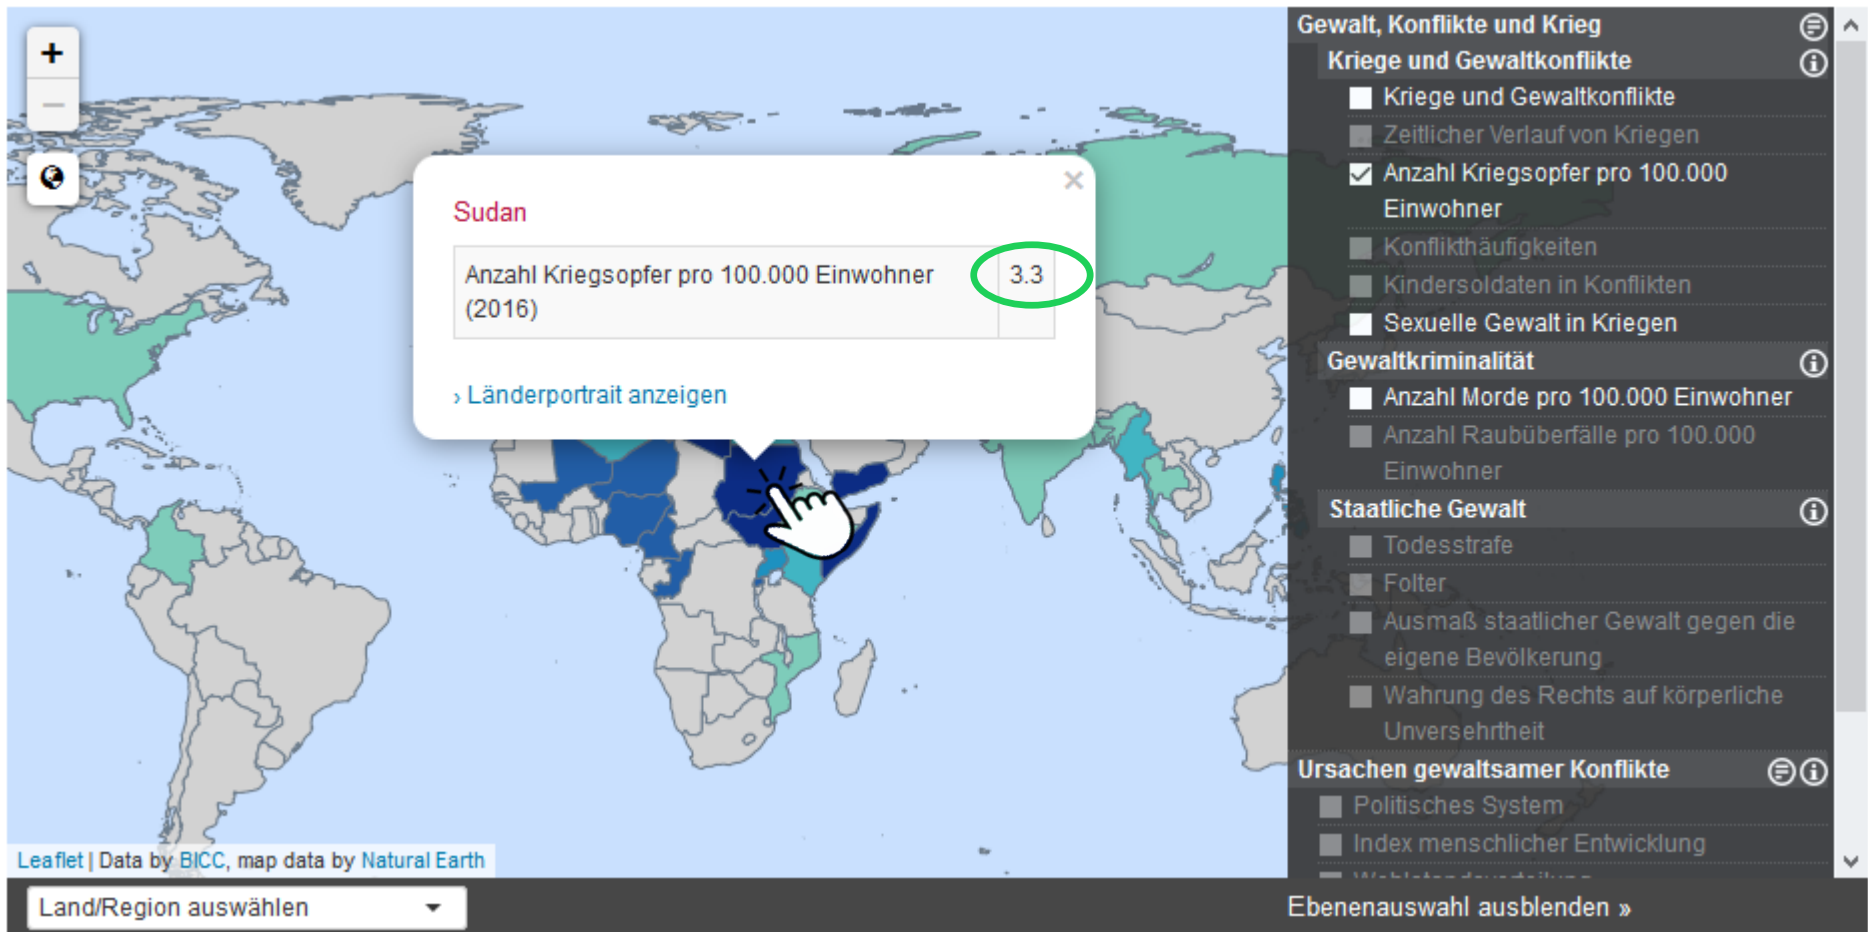 +
−
Sudan
×
Anzahl Kriegsopfer pro 100.000 Einwohner
(2016)
3.3
› Länderportrait anzeigen
Gewalt, Konflikte und Krieg
Kriege und Gewaltkonflikte
Kriege und Gewaltkonflikte
Zeitlicher Verlauf von Kriegen
Anzahl Kriegsopfer pro 100.000
Einwohner
Konflikthäufigkeiten
Kindersoldaten in Konflikten
Sexuelle Gewalt in Kriegen
Gewaltkriminalität
Anzahl Morde pro 100.000 Einwohner
Anzahl Raubüberfälle pro 100.000
Einwohner
Staatliche Gewalt
Todesstrafe
Folter
Ausmaß staatlicher Gewalt gegen die
eigene Bevölkerung
Wahrung des Rechts auf körperliche
Unversehrtheit
Ursachen gewaltsamer Konflikte
Politisches System
Index menschlicher Entwicklung
Leaflet | Data by BICC, map data by Natural Earth
Land/Region auswählen
Ebenenauswahl ausblenden »